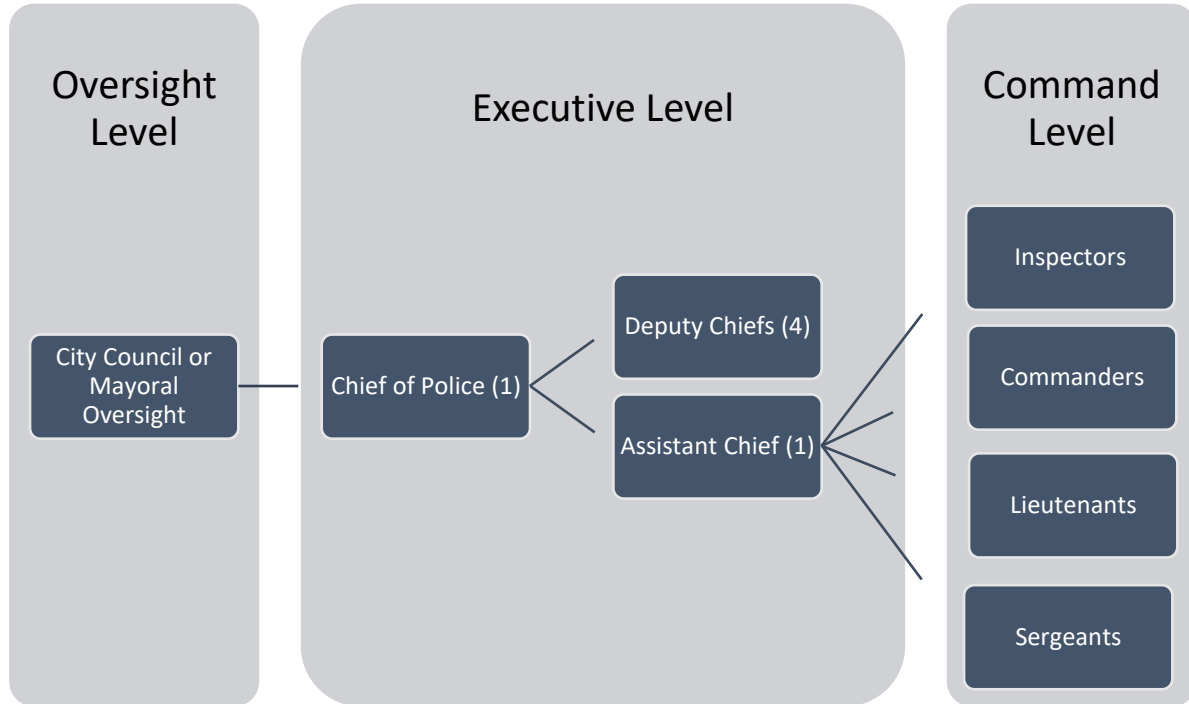 Oversight
Level
City Council or
Mayoral
Oversight
Executive Level
Chief of Police (1)
Deputy Chiefs (4)
Assistant Chief (1)
Command
Level
Inspectors
Commanders
Lieutenants
Sergeants